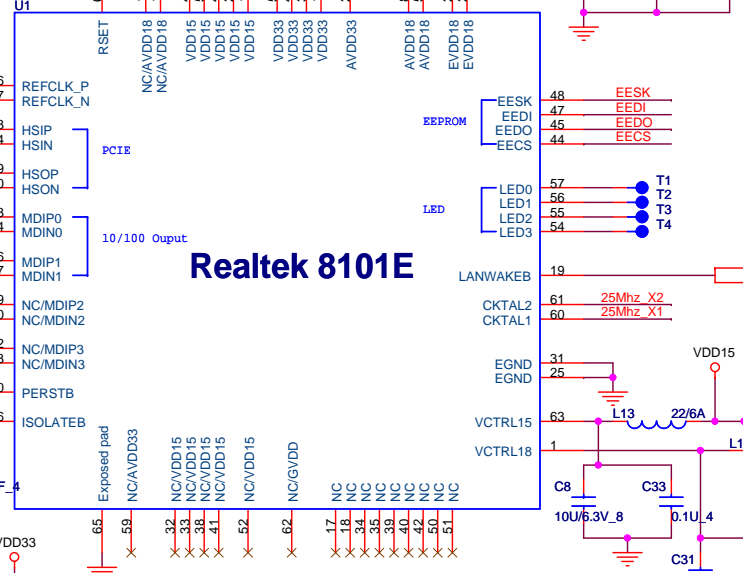 U1
RSET
NC/AVDD18
NC/AVDD18
VDD15
VDD15
VDD15
VDD15
VDD15
VDD33
VDD33
VDD33
VDD33
AVDD33
AVDD18
AVDD18
EVDD18
EVDD18
REFCLK_P
REFCLK_N
HSIP
HSIN
PCIE
HSOP
HSON
MDIP0
MDIN0
10/100 Ouput
MDIP1
MDIN1
Realtek 8101E
NC/MDIP2
NC/MDIN2
NC/MDIP3
NC/MDIN3
PERSTB
ISOLATEB
EEPROM
EESK 48 EESK
EEDI 47 EEDI
EEDO 45 EEDO
EECS 44 EECS
LED
LED0 57 T1
LED1 56 T2
LED2 55 T3
LED3 54 T4
LANWAKEB 19
CKTAL2 61 25Mhz_X2
CKTAL1 60 25Mhz_X1
EGND 31
EGND 25
VDD15
VCTRL15 63 L13 22/6A
VCTRL18 1
C8
10U/6.3V_8
C33
0.1U_4
C31
Exposed pad 65
NC/AVDD33 59
NC/VDD15 32
NC/VDD15 33
NC/VDD15 38
NC/VDD15 41
NC/VDD15 52
NC/GVDD 62
NC 17
NC 18
NC 34
NC 35
NC 39
NC 40
NC 42
NC 50
NC 51